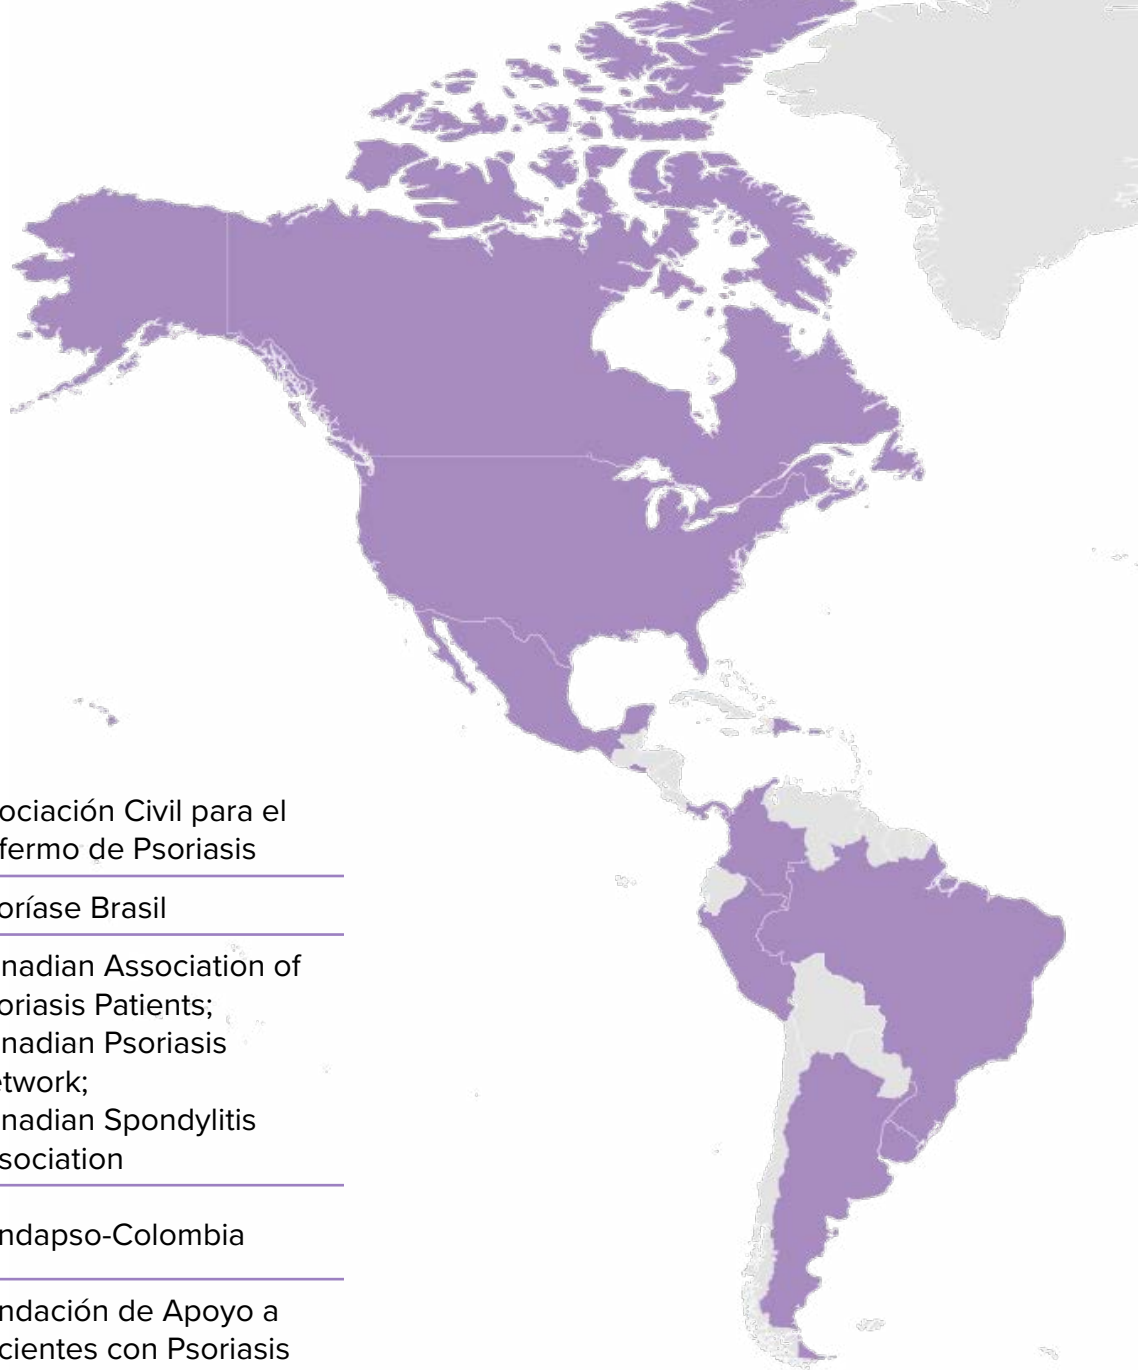 ociación Civil para el
fermo de Psoriasis
oríase Brasil
nadian Association of
oriasis Patients;
nadian Psoriasis
etwork;
nadian Spondylitis
sociation
ndapso-Colombia
ndación de Apoyo a
cientes con Psoriasis